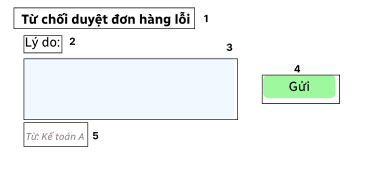 Từ chối duyệt đơn hàng lỗi 1
Lý do: 2
3
4
Gửi
Từ: Kế toán A 5